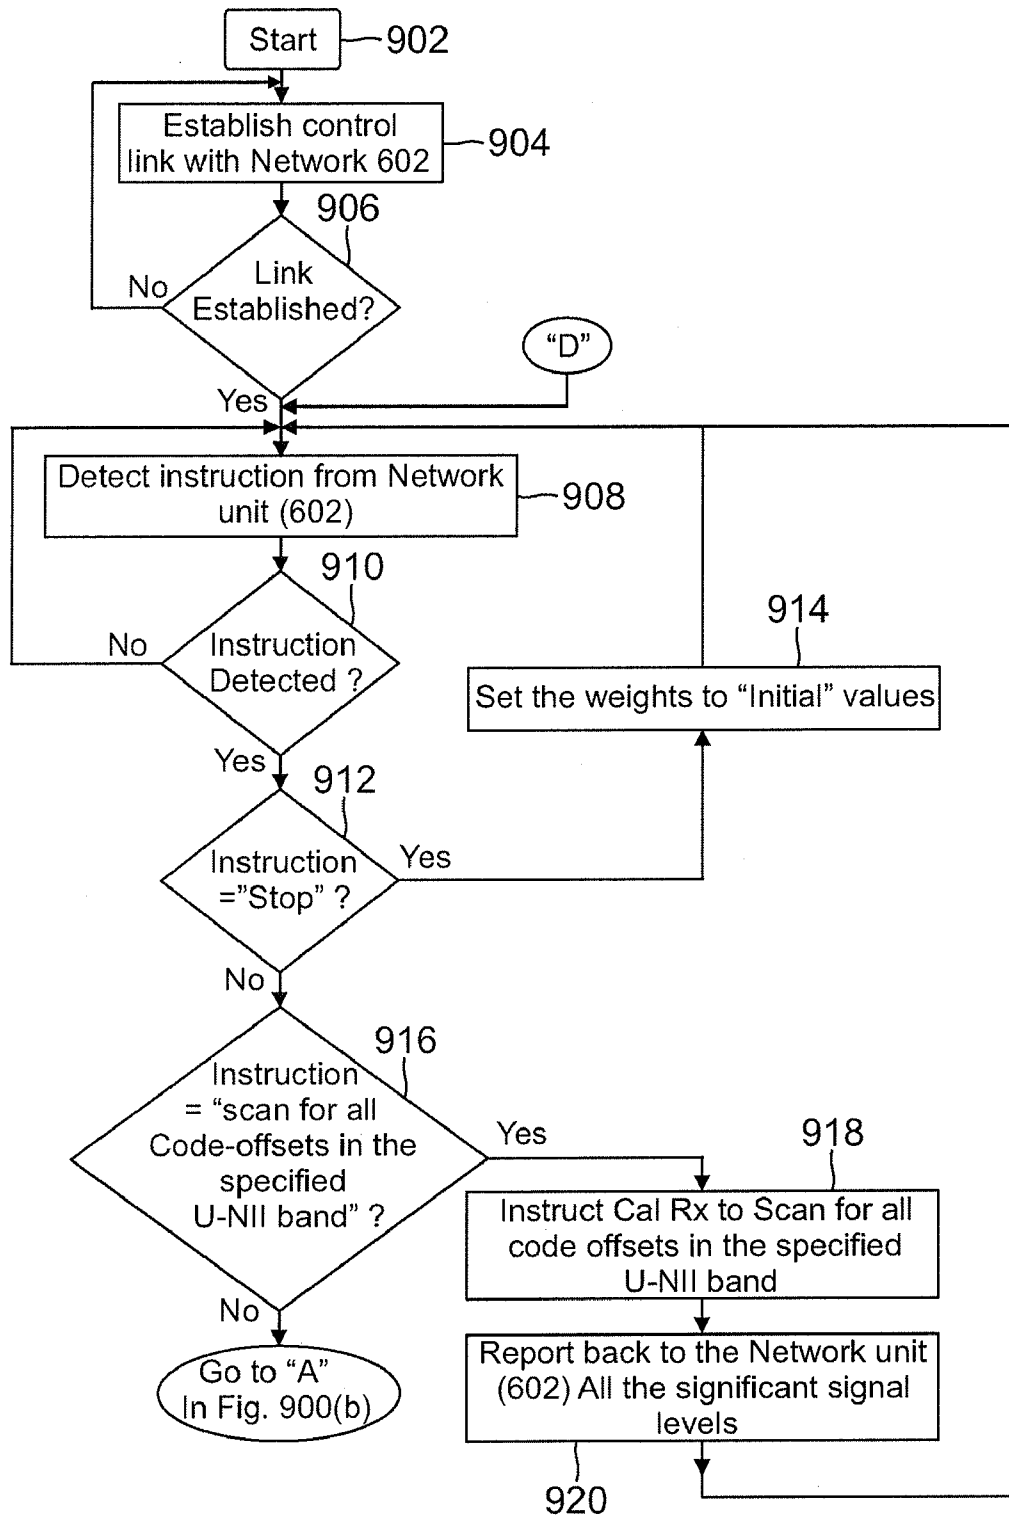 Start
902
Establish control
link with Network 602
904
906
Link
Established?
No
"D"
Yes
Detect instruction from Network
unit (602)
908
910
Instruction
Detected ?
No
914
Set the weights to "Initial" values
Yes
912
Instruction
="Stop" ?
Yes
No
916
Instruction
= "scan for all
Code-offsets in the
specified
U-NII band" ?
Yes
918
Instruct Cal Rx to Scan for all
code offsets in the specified
U-NII band
No
Go to "A"
In Fig. 900(b)
Report back to the Network unit
(602) All the significant signal
levels
920